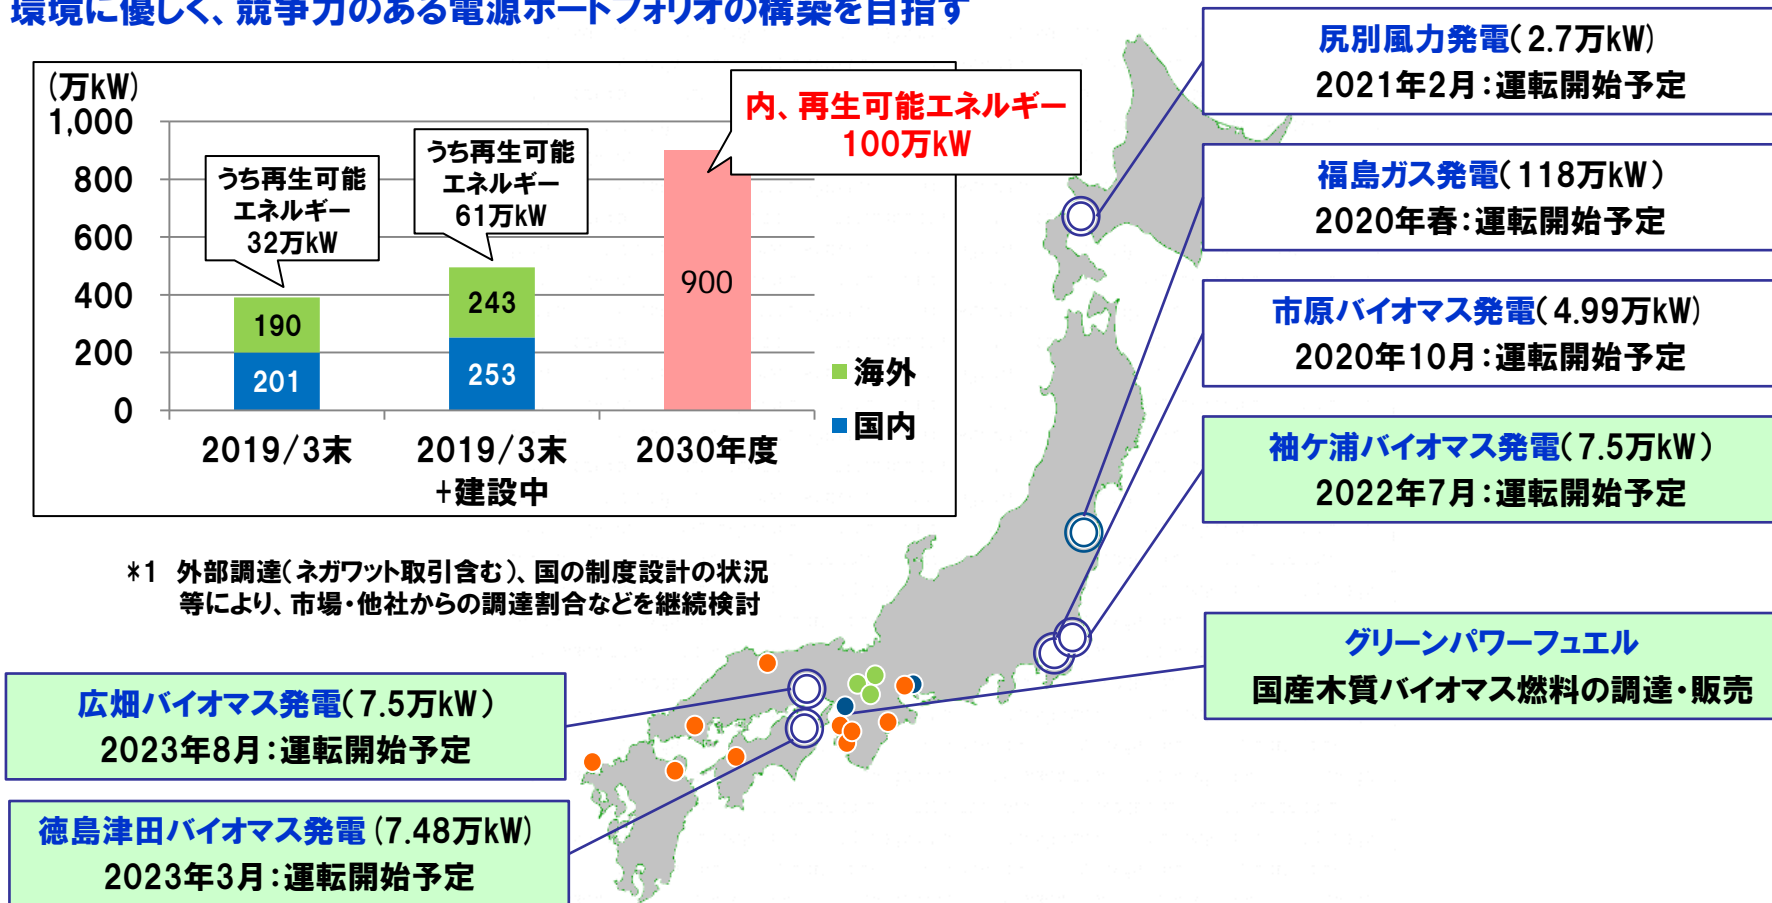 環境に優しく、競争力のある電源ポートフォリオの構築を目指す
(万kW)
1,000
800
600
400
200
0
うち再生可能
エネルギー
32万kW
うち再生可能
エネルギー
61万kW
内、再生可能エネルギー
100万kW
190
201
243
253
900
海外
国内
2019/3末
2019/3末
+建設中
2030年度
*1 外部調達(ネガワット取引含む)、国の制度設計の状況
等により、市場・他社からの調達割合などを継続検討
尻別風力発電(2.7万kW)
2021年2月:運転開始予定
福島ガス発電(118万kW)
2020年春:運転開始予定
市原バイオマス発電(4.99万kW)
2020年10月:運転開始予定
袖ケ浦バイオマス発電(7.5万kW)
2022年7月:運転開始予定
グリーンパワーフュエル
国産木質バイオマス燃料の調達・販売
広畑バイオマス発電(7.5万kW)
2023年8月:運転開始予定
徳島津田バイオマス発電(7.48万kW)
2023年3月:運転開始予定